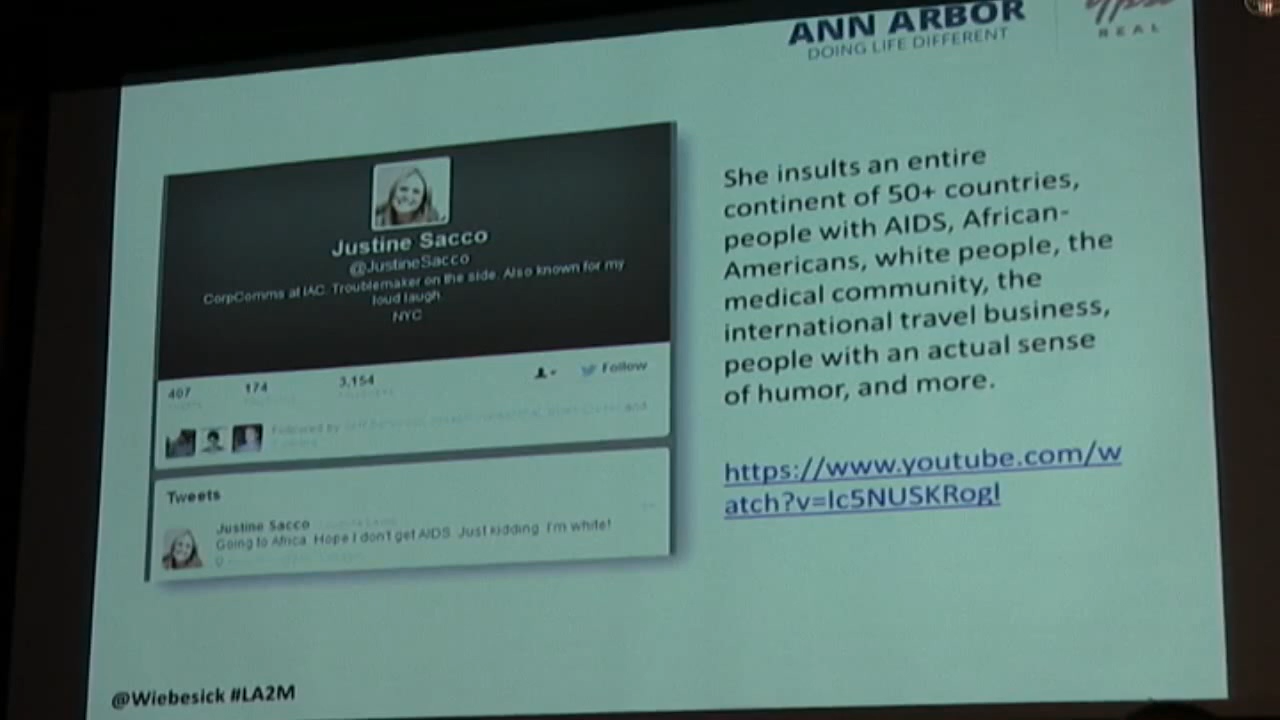 ANN ARBOR
DOING LIFE DIFFERENT
REAL
Justine Sacco
@JustineSacco
CorpComms at IAC. Troublemaker on the side. Also known for my
loud laugh.
NYC
407
174
3,154
Follow
Followed by
and
Tweets
Justine Sacco
Going to Africa. Hope I don't get AIDS. Just kidding. I'm white!
She insults an entire
continent of 50+ countries,
people with AIDS, African-
Americans, white people, the
medical community, the
international travel business,
people with an actual sense
of humor, and more.
https://www.youtube.com/w
atch?v=lc5NUSKRogI
@Wiebesick #LA2M